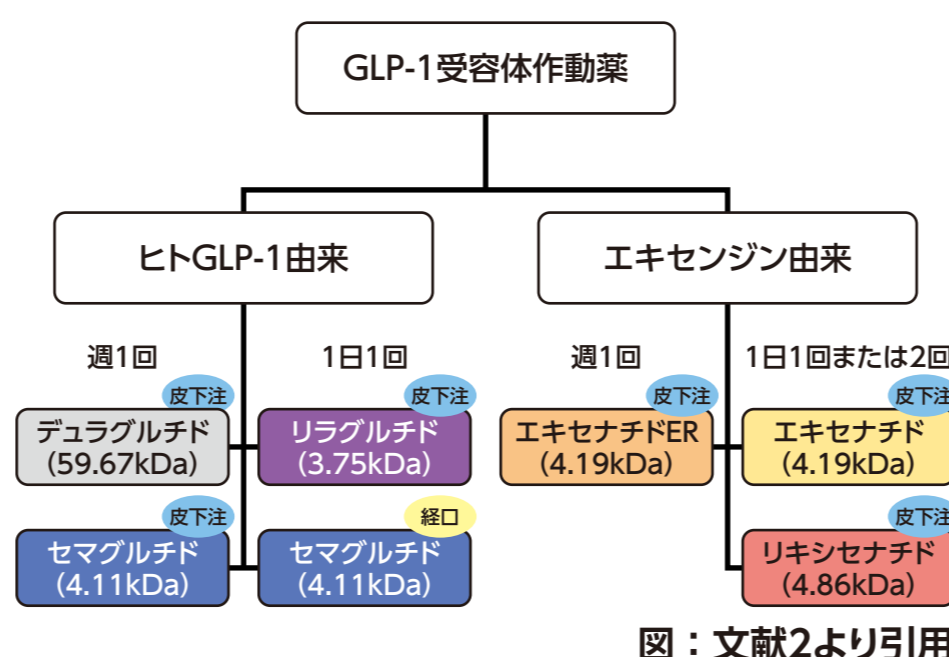 GLP-1受容体作動薬
ヒトGLP-1由来
エキセンジン由来
週1回
1日1回
週1回
1日1回または2回
皮下注
皮下注
皮下注
皮下注
デュラグルチド
(59.67kDa)
リラグルチド
(3.75kDa)
エキセナチドER
(4.19kDa)
エキセナチド
(4.19kDa)
皮下注
経口
皮下注
セマグルチド
(4.11kDa)
セマグルチド
(4.11kDa)
リキシセナチド
(4.86kDa)
図：文献2より引用